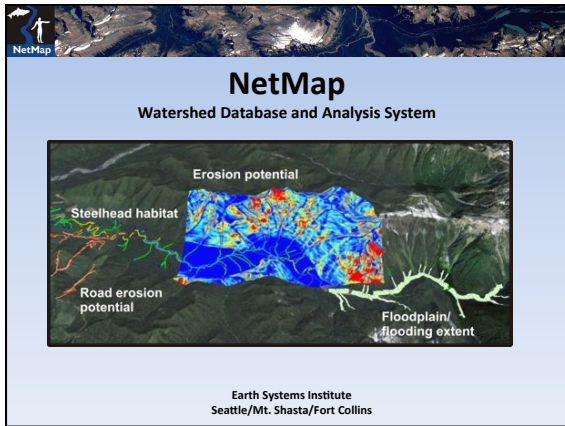 NetMap
NetMap
Watershed Database and Analysis System
Erosion potential
Steelhead habitat
Road erosion
potential
Floodplain/
flooding extent
Earth Systems Institute
Seattle/Mt. Shasta/Fort Collins